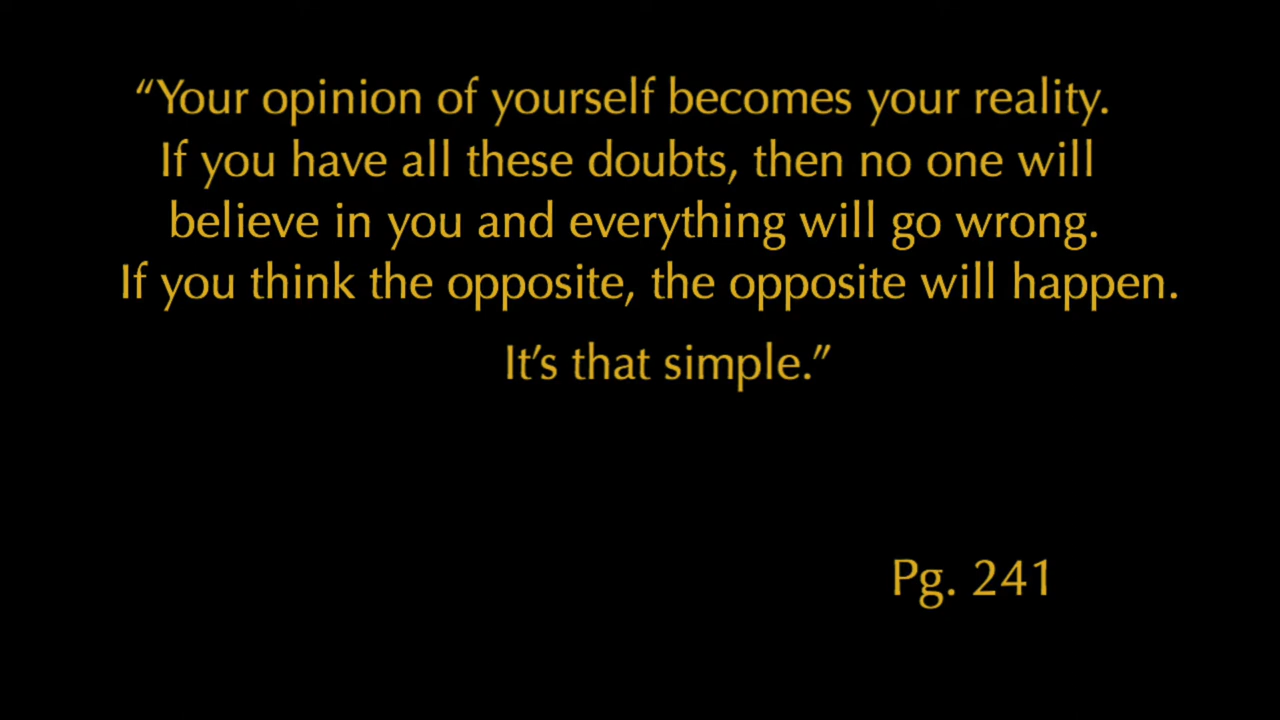 “Your opinion of yourself becomes your reality.
If you have all these doubts, then no one will
believe in you and everything will go wrong.
If you think the opposite, the opposite will happen.
It’s that simple.”
Pg. 241